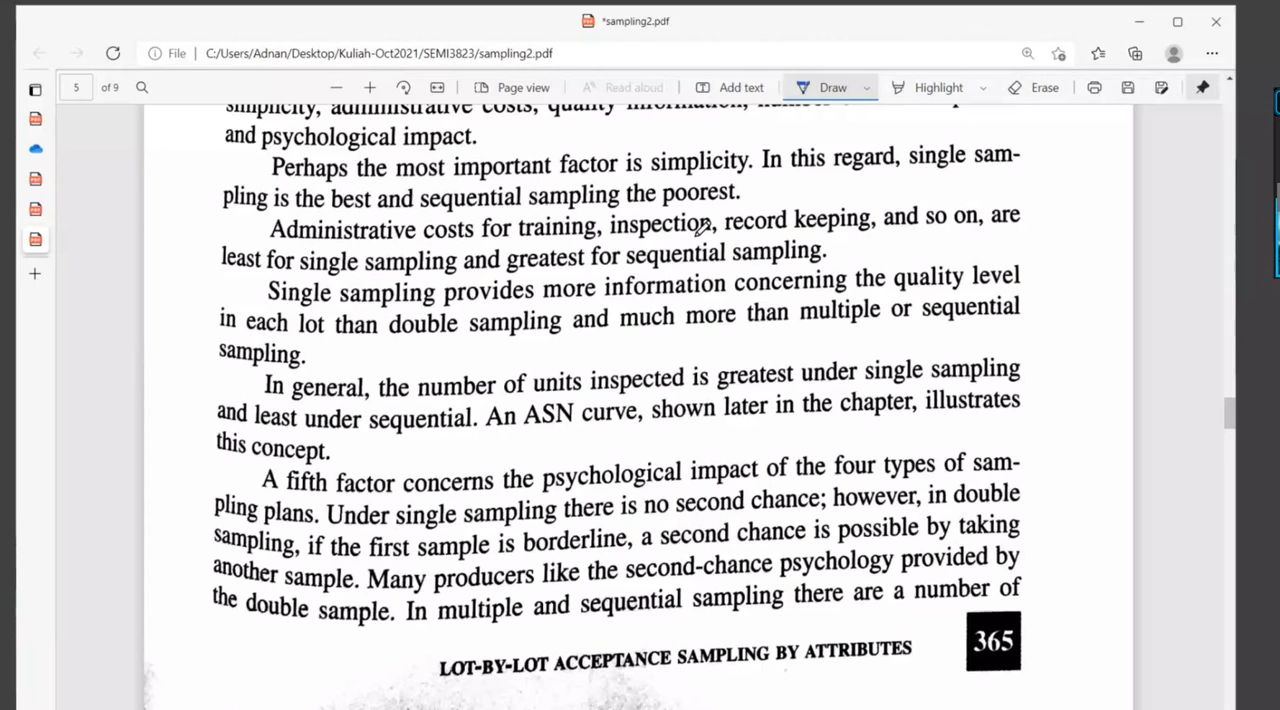 *sampling2.pdf
File
C:/Users/Adnan/Desktop/Kuliah-Oct2021/SEMI3823/sampling2.pdf
5 of 9
Page view
Read aloud
Add text
Draw
Highlight
Erase
simplicity, administrative costs, quality information,
and psychological impact.
Perhaps the most important factor is simplicity. In this regard, single sam-
pling is the best and sequential sampling the poorest.
Administrative costs for training, inspection, record keeping, and so on, are
least for single sampling and greatest for sequential sampling.
Single sampling provides more information concerning the quality level
in each lot than double sampling and much more than multiple or sequential
sampling.
In general, the number of units inspected is greatest under single sampling
and least under sequential. An ASN curve, shown later in the chapter, illustrates
this concept.
A fifth factor concerns the psychological impact of the four types of sam-
pling plans. Under single sampling there is no second chance; however, in double
sampling, if the first sample is borderline, a second chance is possible by taking
another sample. Many producers like the second-chance psychology provided by
the double sample. In multiple and sequential sampling there are a number of
LOT-BY-LOT ACCEPTANCE SAMPLING BY ATTRIBUTES
365